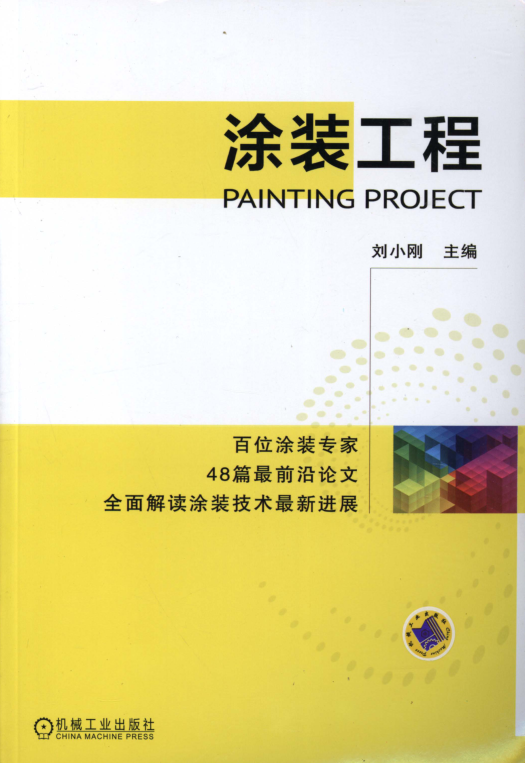 涂装工程
PAINTING PROJECT
刘小刚 主编
百位涂装专家
48篇最前沿论文
全面解读涂装技术最新进展
机械工业出版社
CHINA MACHINE PRESS